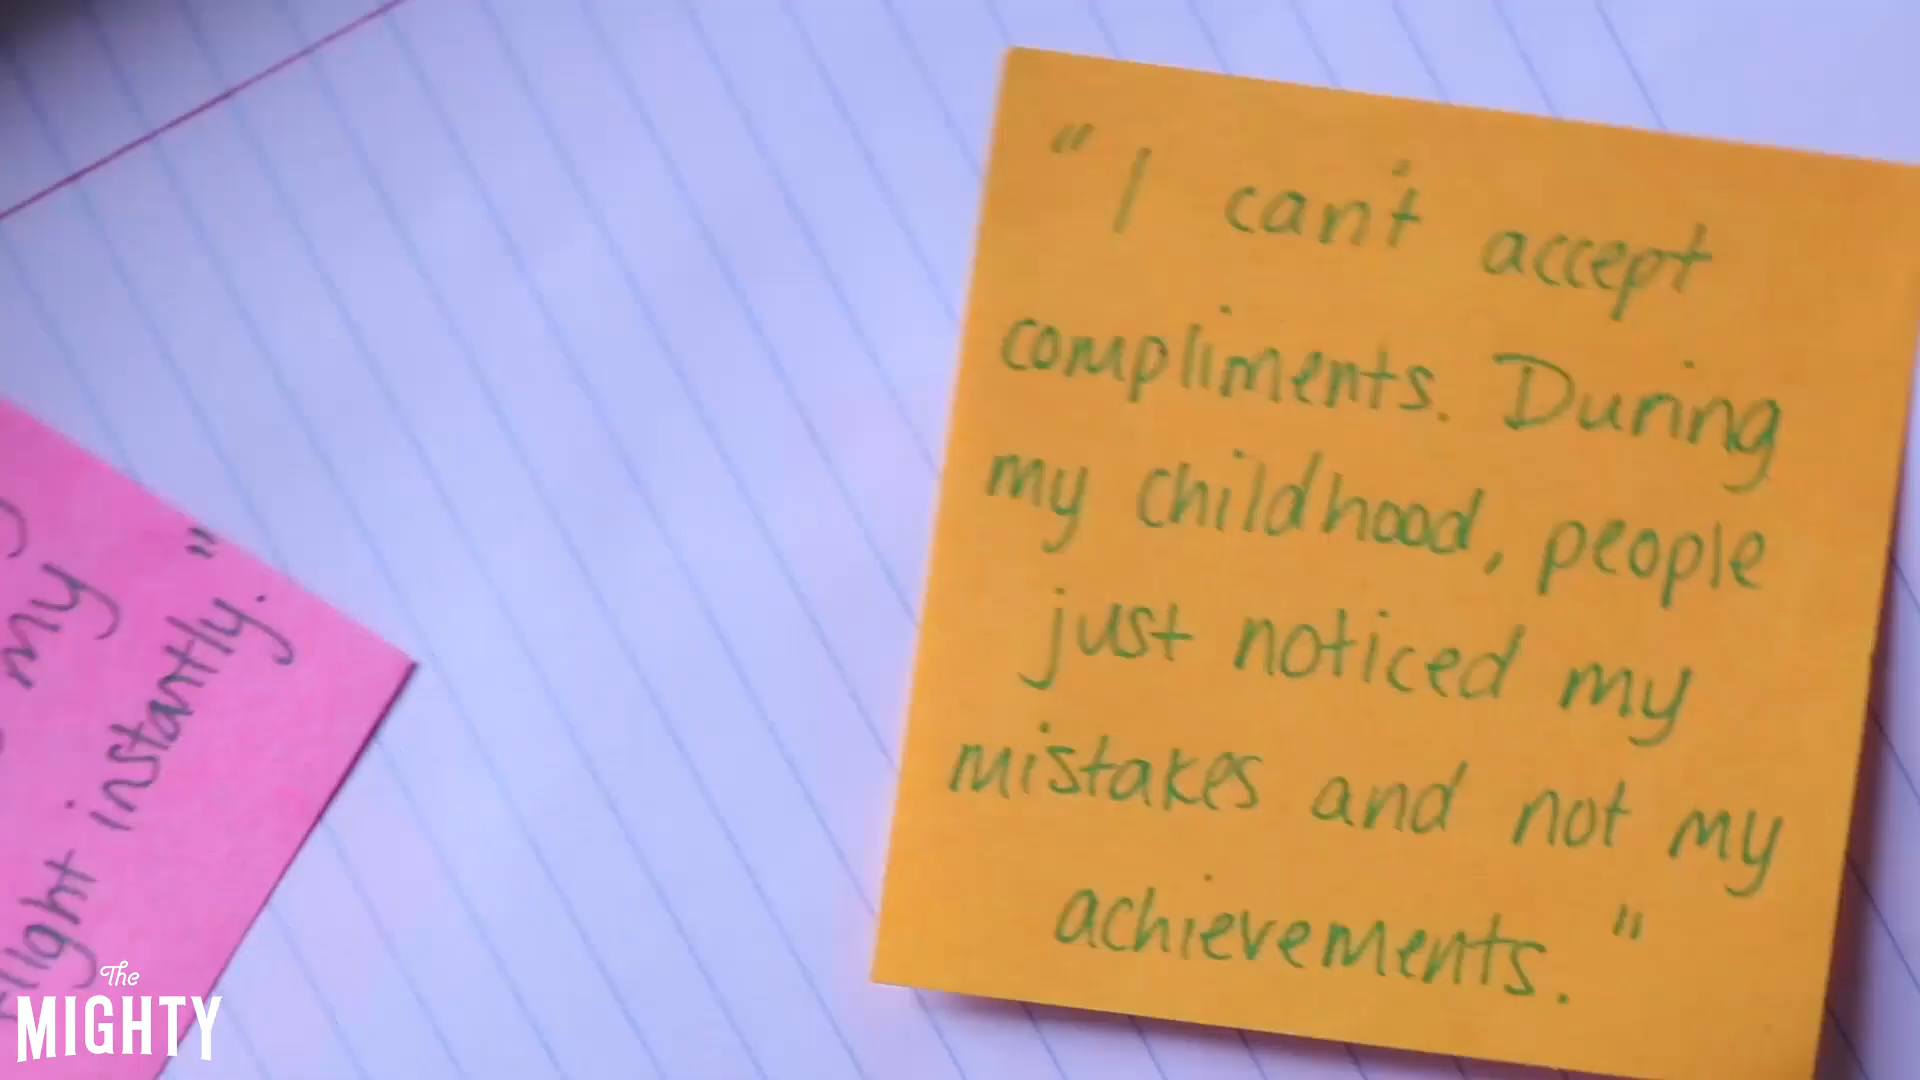 "I can't accept
compliments. During
my childhood, people
just noticed my
mistakes and not my
achievements."
my
flight instantly."
The
MIGHTY